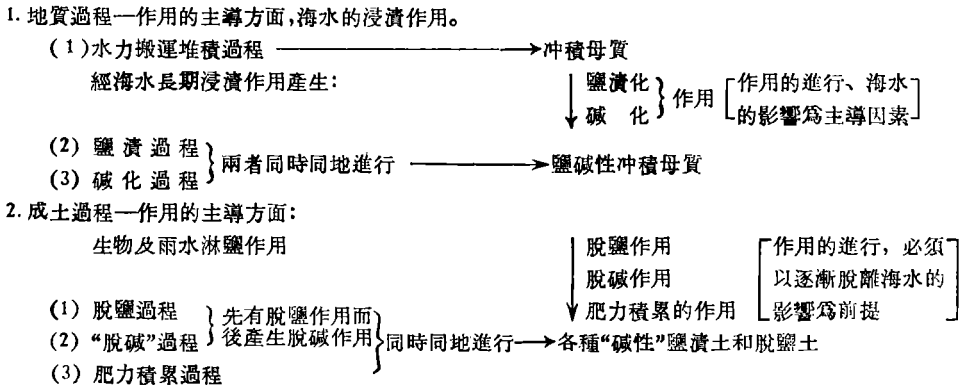 1. 地質過程—作用的主導方面,海水的浸漬作用。
(1)水力搬運堆積過程 ⟶ 冲積母質
經海水長期浸漬作用產生: 鹽漬化 作用 作用的進行、海水
碱 化 的影響爲主導因素
(2) 鹽漬過程
兩者同時同地進行 ⟶ 鹽碱性冲積母質
(3) 碱化過程
2. 成土過程—作用的主導方面:
生物及雨水淋鹽作用 脫鹽作用 作用的進行,必須
脫碱作用 以逐漸脫離海水的
(1) 脫鹽過程 先有脫鹽作用而 肥力積累的作用 影響爲前提
(2) “脫碱”過程 後產生脫碱作用 同時同地進行 ⟶ 各種“碱性”鹽漬土和脫鹽土
(3) 肥力積累過程